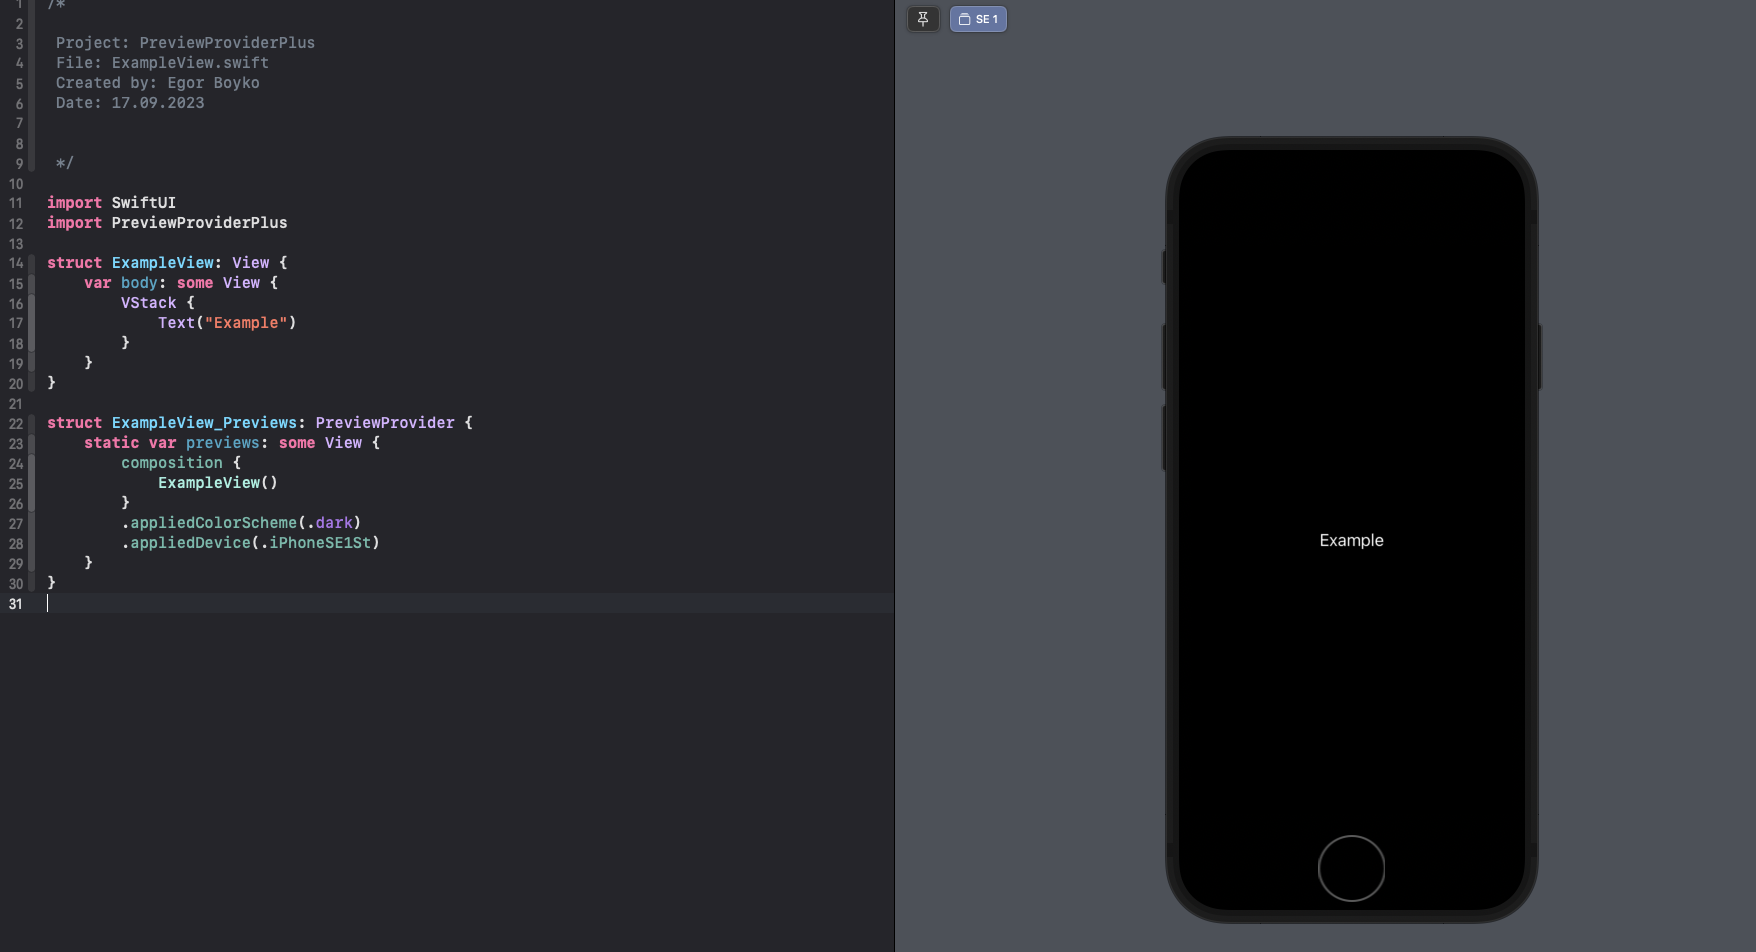 1 /*
2
3 Project: PreviewProviderPlus
4 File: ExampleView.swift
5 Created by: Egor Boyko
6 Date: 17.09.2023
7
8
9 */
10
11 import SwiftUI
12 import PreviewProviderPlus
13
14 struct ExampleView: View {
15     var body: some View {
16         VStack {
17             Text("Example")
18         }
19     }
20 }
21
22 struct ExampleView_Previews: PreviewProvider {
23     static var previews: some View {
24         composition {
25             ExampleView()
26         }
27         .appliedColorScheme(.dark)
28         .appliedDevice(.iPhoneSE1St)
29     }
30 }
31
SE 1
Example